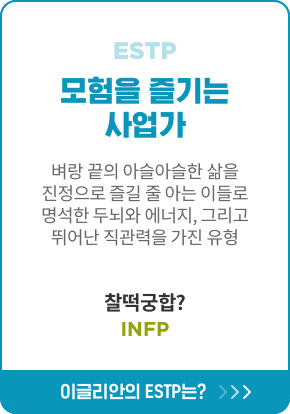 ESTP
모험을 즐기는
사업가
벼랑 끝의 아슬아슬한 삶을
진정으로 즐길 줄 아는 이들로
명석한 두뇌와 에너지, 그리고
뛰어난 직관력을 가진 유형
찰떡궁합?
INFP
이글리안의 ESTP는? >>>